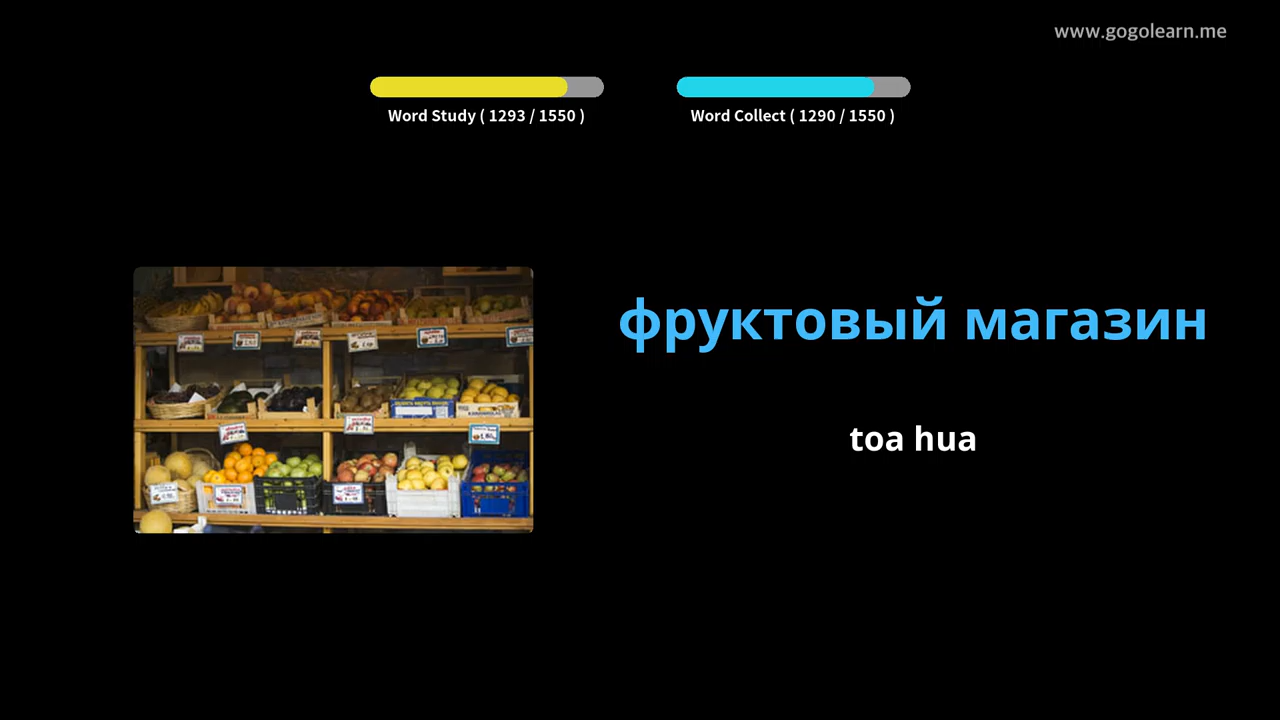 www.gogolearn.me
Word Study ( 1293 / 1550 )
Word Collect ( 1290 / 1550 )
фруктовый магазин
toa hua